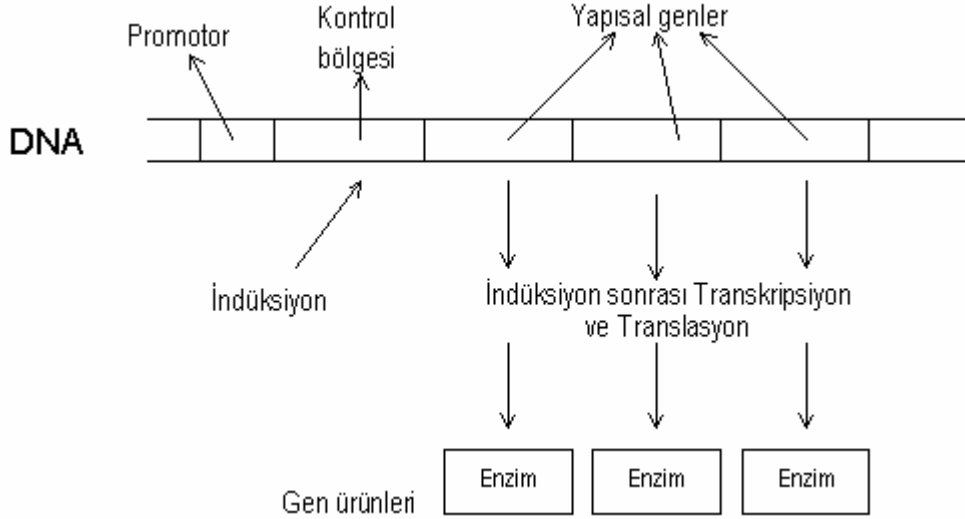 Promotor
Kontrol
bölgesi
Yapısal genler
DNA
İndüksiyon
İndüksiyon sonrası Transkripsiyon
ve Translasyon
Gen ürünleri
Enzim
Enzim
Enzim